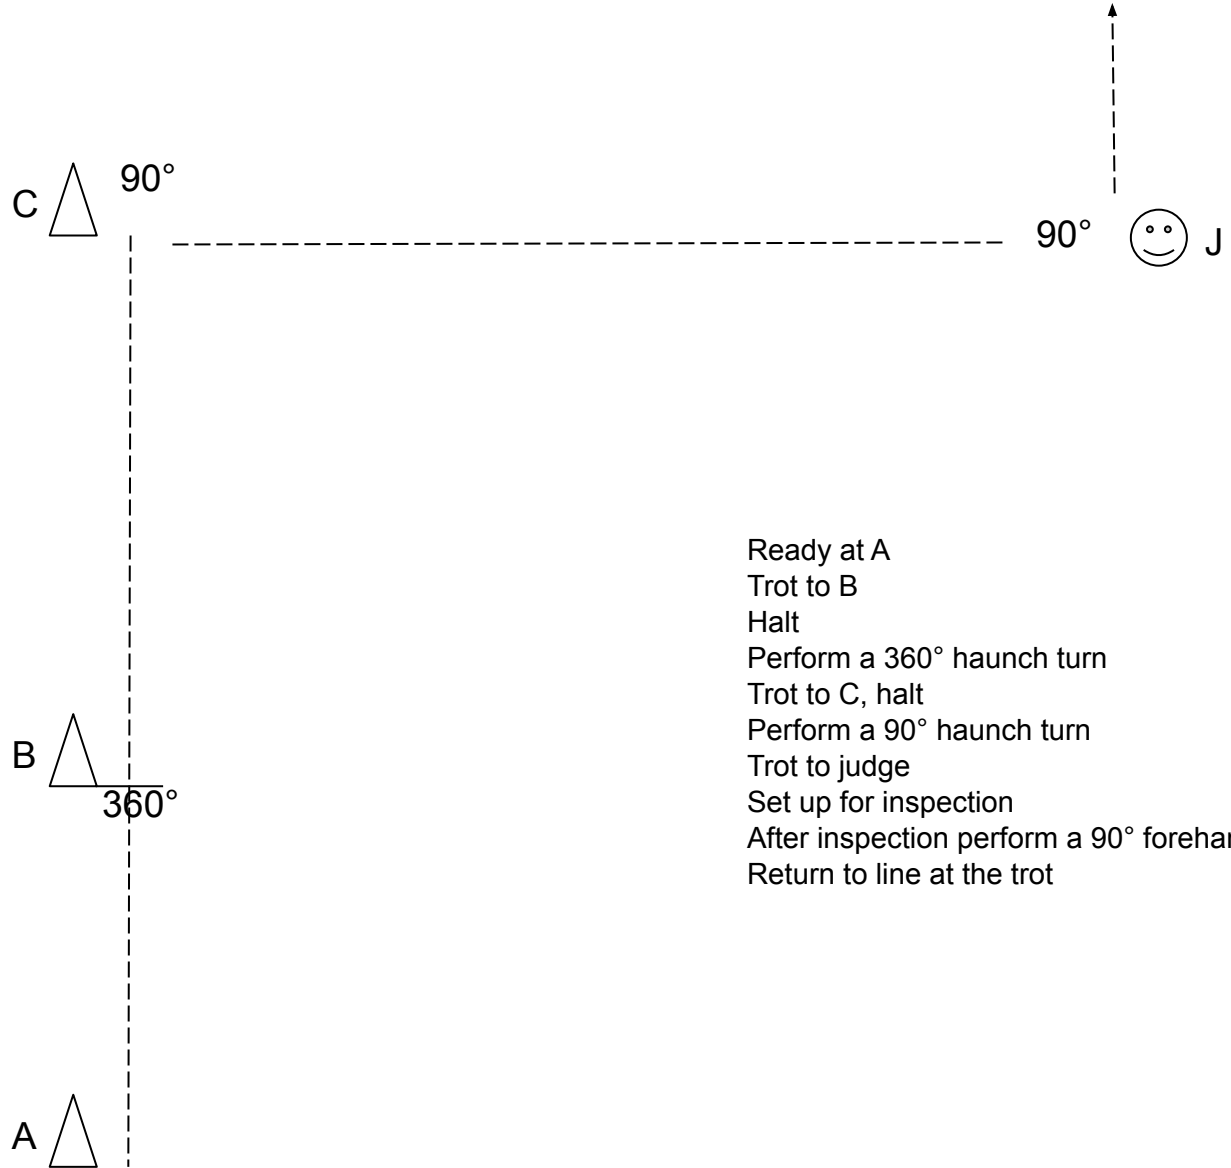 C
90°
90°
J
Ready at A
Trot to B
Halt
Perform a 360° haunch turn
Trot to C, halt
Perform a 90° haunch turn
Trot to judge
Set up for inspection
After inspection perform a 90°
Return to line at the trot
B
360°
A